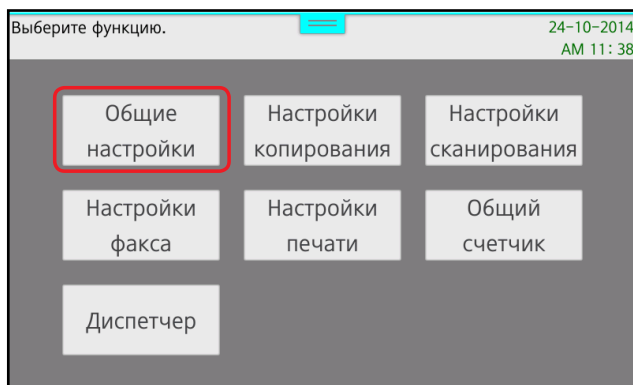 Выберите функцию.
24-10-2014
AM 11: 38
Общие
настройки
Настройки
копирования
Настройки
сканирования
Настройки
факса
Настройки
печати
Общий
счетчик
Диспетчер